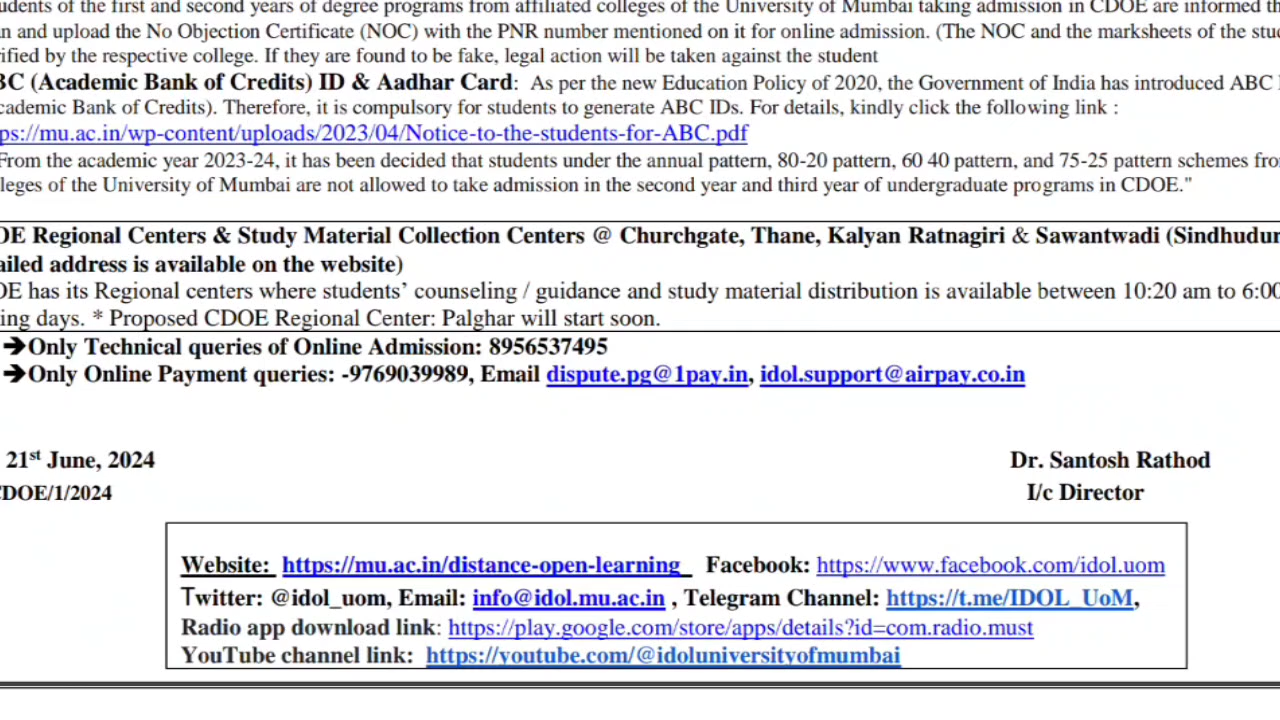 udents of the first and second years of degree programs from affiliated colleges of the University of Mumbai taking admission in CDOE are informed th
n and upload the No Objection Certificate (NOC) with the PNR number mentioned on it for online admission. (The NOC and the marksheets of the stu
rified by the respective college. If they are found to be fake, legal action will be taken against the student
BC (Academic Bank of Credits) ID & Aadhar Card: As per the new Education Policy of 2020, the Government of India has introduced ABC I
cademic Bank of Credits). Therefore, it is compulsory for students to generate ABC IDs. For details, kindly click the following link :
ps://mu.ac.in/wp-content/uploads/2023/04/Notice-to-the-students-for-ABC.pdf
From the academic year 2023-24, it has been decided that students under the annual pattern, 80-20 pattern, 60 40 pattern, and 75-25 pattern schemes fro
leges of the University of Mumbai are not allowed to take admission in the second year and third year of undergraduate programs in CDOE."
OE Regional Centers & Study Material Collection Centers @ Churchgate, Thane, Kalyan Ratnagiri & Sawantwadi (Sindhudur
ailed address is available on the website)
OE has its Regional centers where students' counseling / guidance and study material distribution is available between 10:20 am to 6:00
ing days. * Proposed CDOE Regional Center: Palghar will start soon.
➔Only Technical queries of Online Admission: 8956537495
➔Only Online Payment queries: -9769039989, Email dispute.pg@1pay.in, idol.support@airpay.co.in
21st June, 2024
Dr. Santosh Rathod
CDOE/1/2024
I/c Director
Website: https://mu.ac.in/distance-open-learning Facebook: https://www.facebook.com/idol.uom
Twitter: @idol_uom, Email: info@idol.mu.ac.in , Telegram Channel: https://t.me/IDOL_UoM,
Radio app download link: https://play.google.com/store/apps/details?id=com.radio.must
YouTube channel link: https://youtube.com/@idoluniversityofmumbai